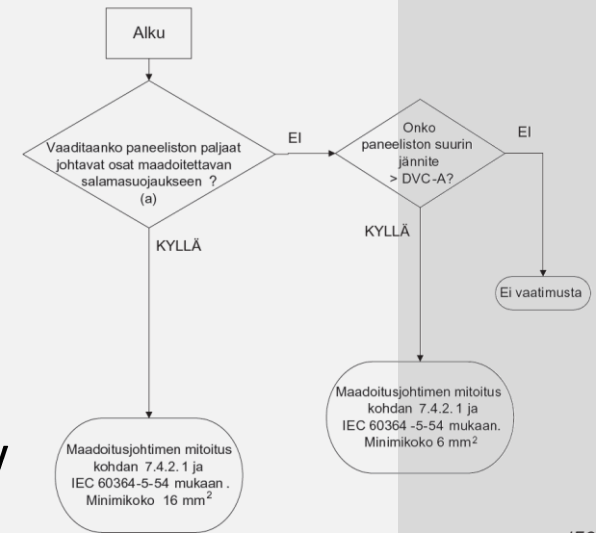 Alku
Vaaditaanko paneeliston paljaat
johtavat osat maadoitettavan
salamasuojaukseen ?
(a)
EI
Onko
paneeliston suurin
jännite
> DVC-A?
EI
KYLLÄ
KYLLÄ
Ei vaatimusta
Maadoitusjohtimen mitoitus
kohdan 7.4.2.1 ja
IEC 60364 -5-54 mukaan.
Minimikoko 6 mm²
Maadoitusjohtimen mitoitus
kohdan 7.4.2.1 ja
IEC 60364-5-54 mukaan .
Minimikoko 16 mm²